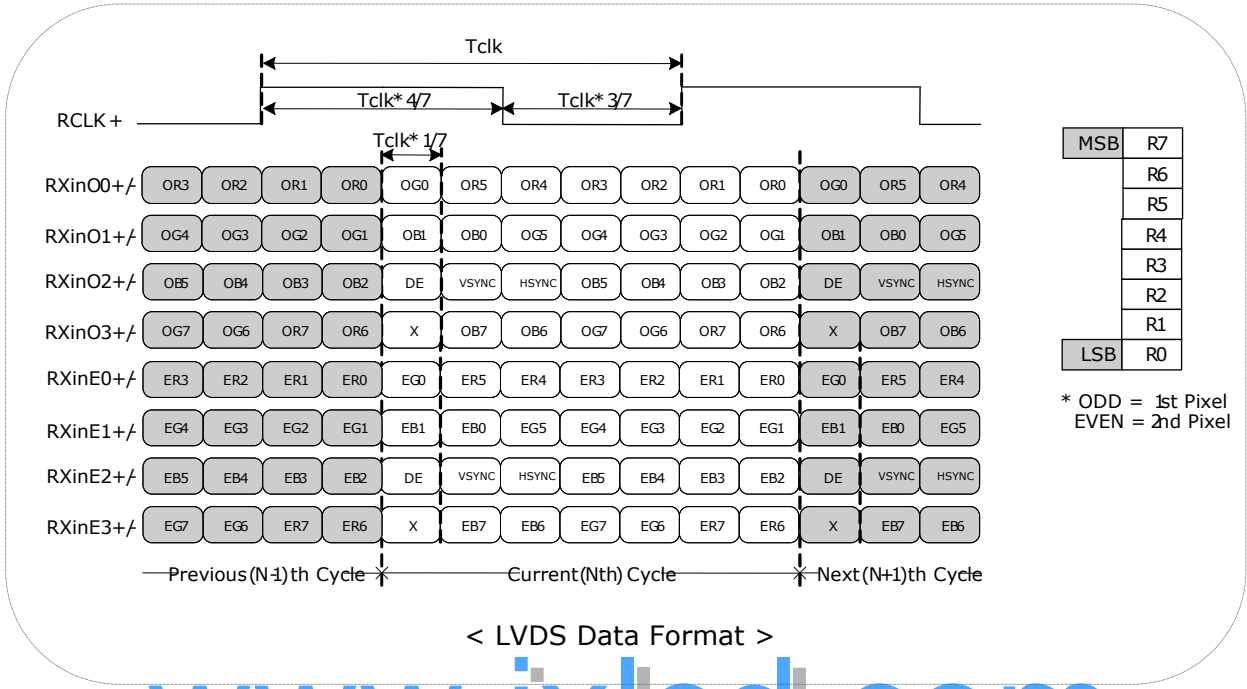 Tclk
Tclk* 4/7 Tclk* 3/7
RCLK +
Tclk* 1/7
MSB R7
R6
R5
R4
R3
R2
R1
LSB R0
RXinO0+/- OR3 OR2 OR1 OR0 OG0 OR5 OR4 OR3 OR2 OR1 OR0 OG0 OR5 OR4
RXinO1+/- OG4 OG3 OG2 OG1 OB1 OB0 OG5 OG4 OG3 OG2 OG1 OB1 OB0 OG5
RXinO2+/- OB5 OB4 OB3 OB2 DE VSYNC HSYNC OB5 OB4 OB3 OB2 DE VSYNC HSYNC
RXinO3+/- OG7 OG6 OR7 OR6 X OB7 OB6 OG7 OG6 OR7 OR6 X OB7 OB6
RXinE0+/- ER3 ER2 ER1 ER0 EG0 ER5 ER4 ER3 ER2 ER1 ER0 EG0 ER5 ER4
RXinE1+/- EG4 EG3 EG2 EG1 EB1 EB0 EG5 EG4 EG3 EG2 EG1 EB1 EB0 EG5
RXinE2+/- EB5 EB4 EB3 EB2 DE VSYNC HSYNC EB5 EB4 EB3 EB2 DE VSYNC HSYNC
RXinE3+/- EG7 EG6 ER7 ER6 X EB7 EB6 EG7 EG6 ER7 ER6 X EB7 EB6
* ODD = 1st Pixel
EVEN = 2nd Pixel
Previous(N-1)th Cycle Current(Nth) Cycle Next(N+1)th Cycle
< LVDS Data Format >